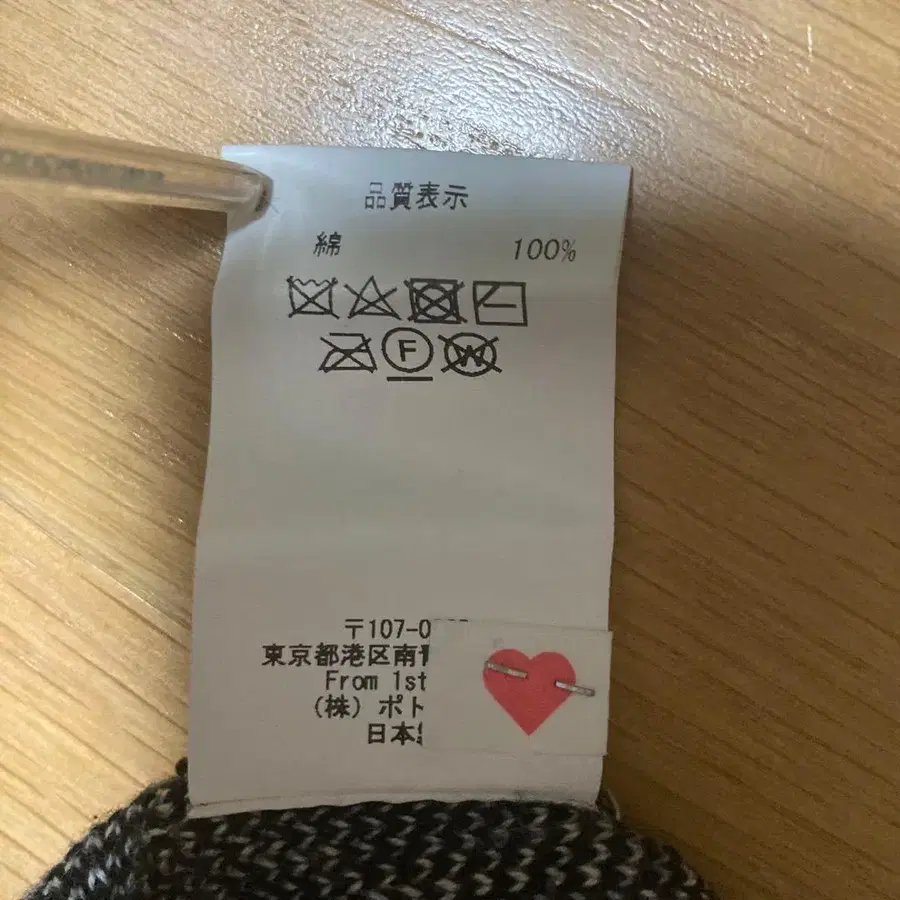 品質表示
綿 100%
F
W
〒107-0
東京都港区南
From 1st
(株) ポト
日本